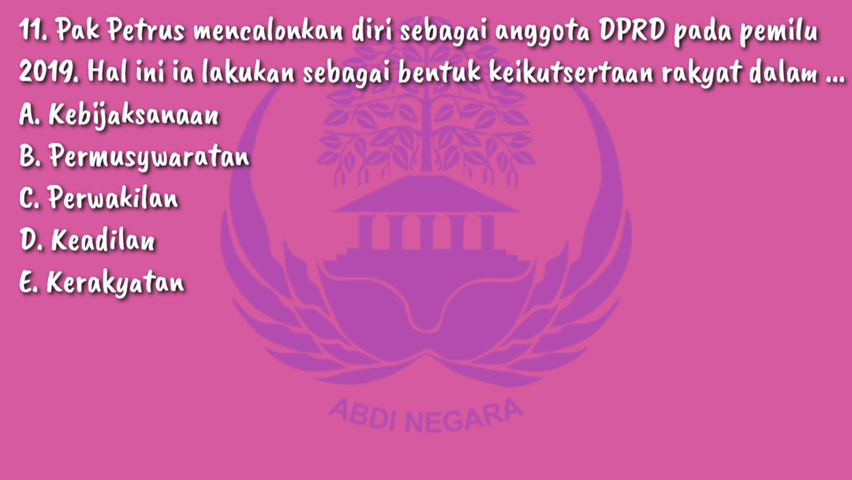 11. Pak Petrus mencalonkan diri sebagai anggota DPRD pada pemilu
2019. Hal ini ia lakukan sebagai bentuk keikutsertaan rakyat dalam ...
A. Kebijaksanaan
B. Permusywaratan
C. Perwakilan
D. Keadilan
E. Kerakyatan
ABDI NEGARA